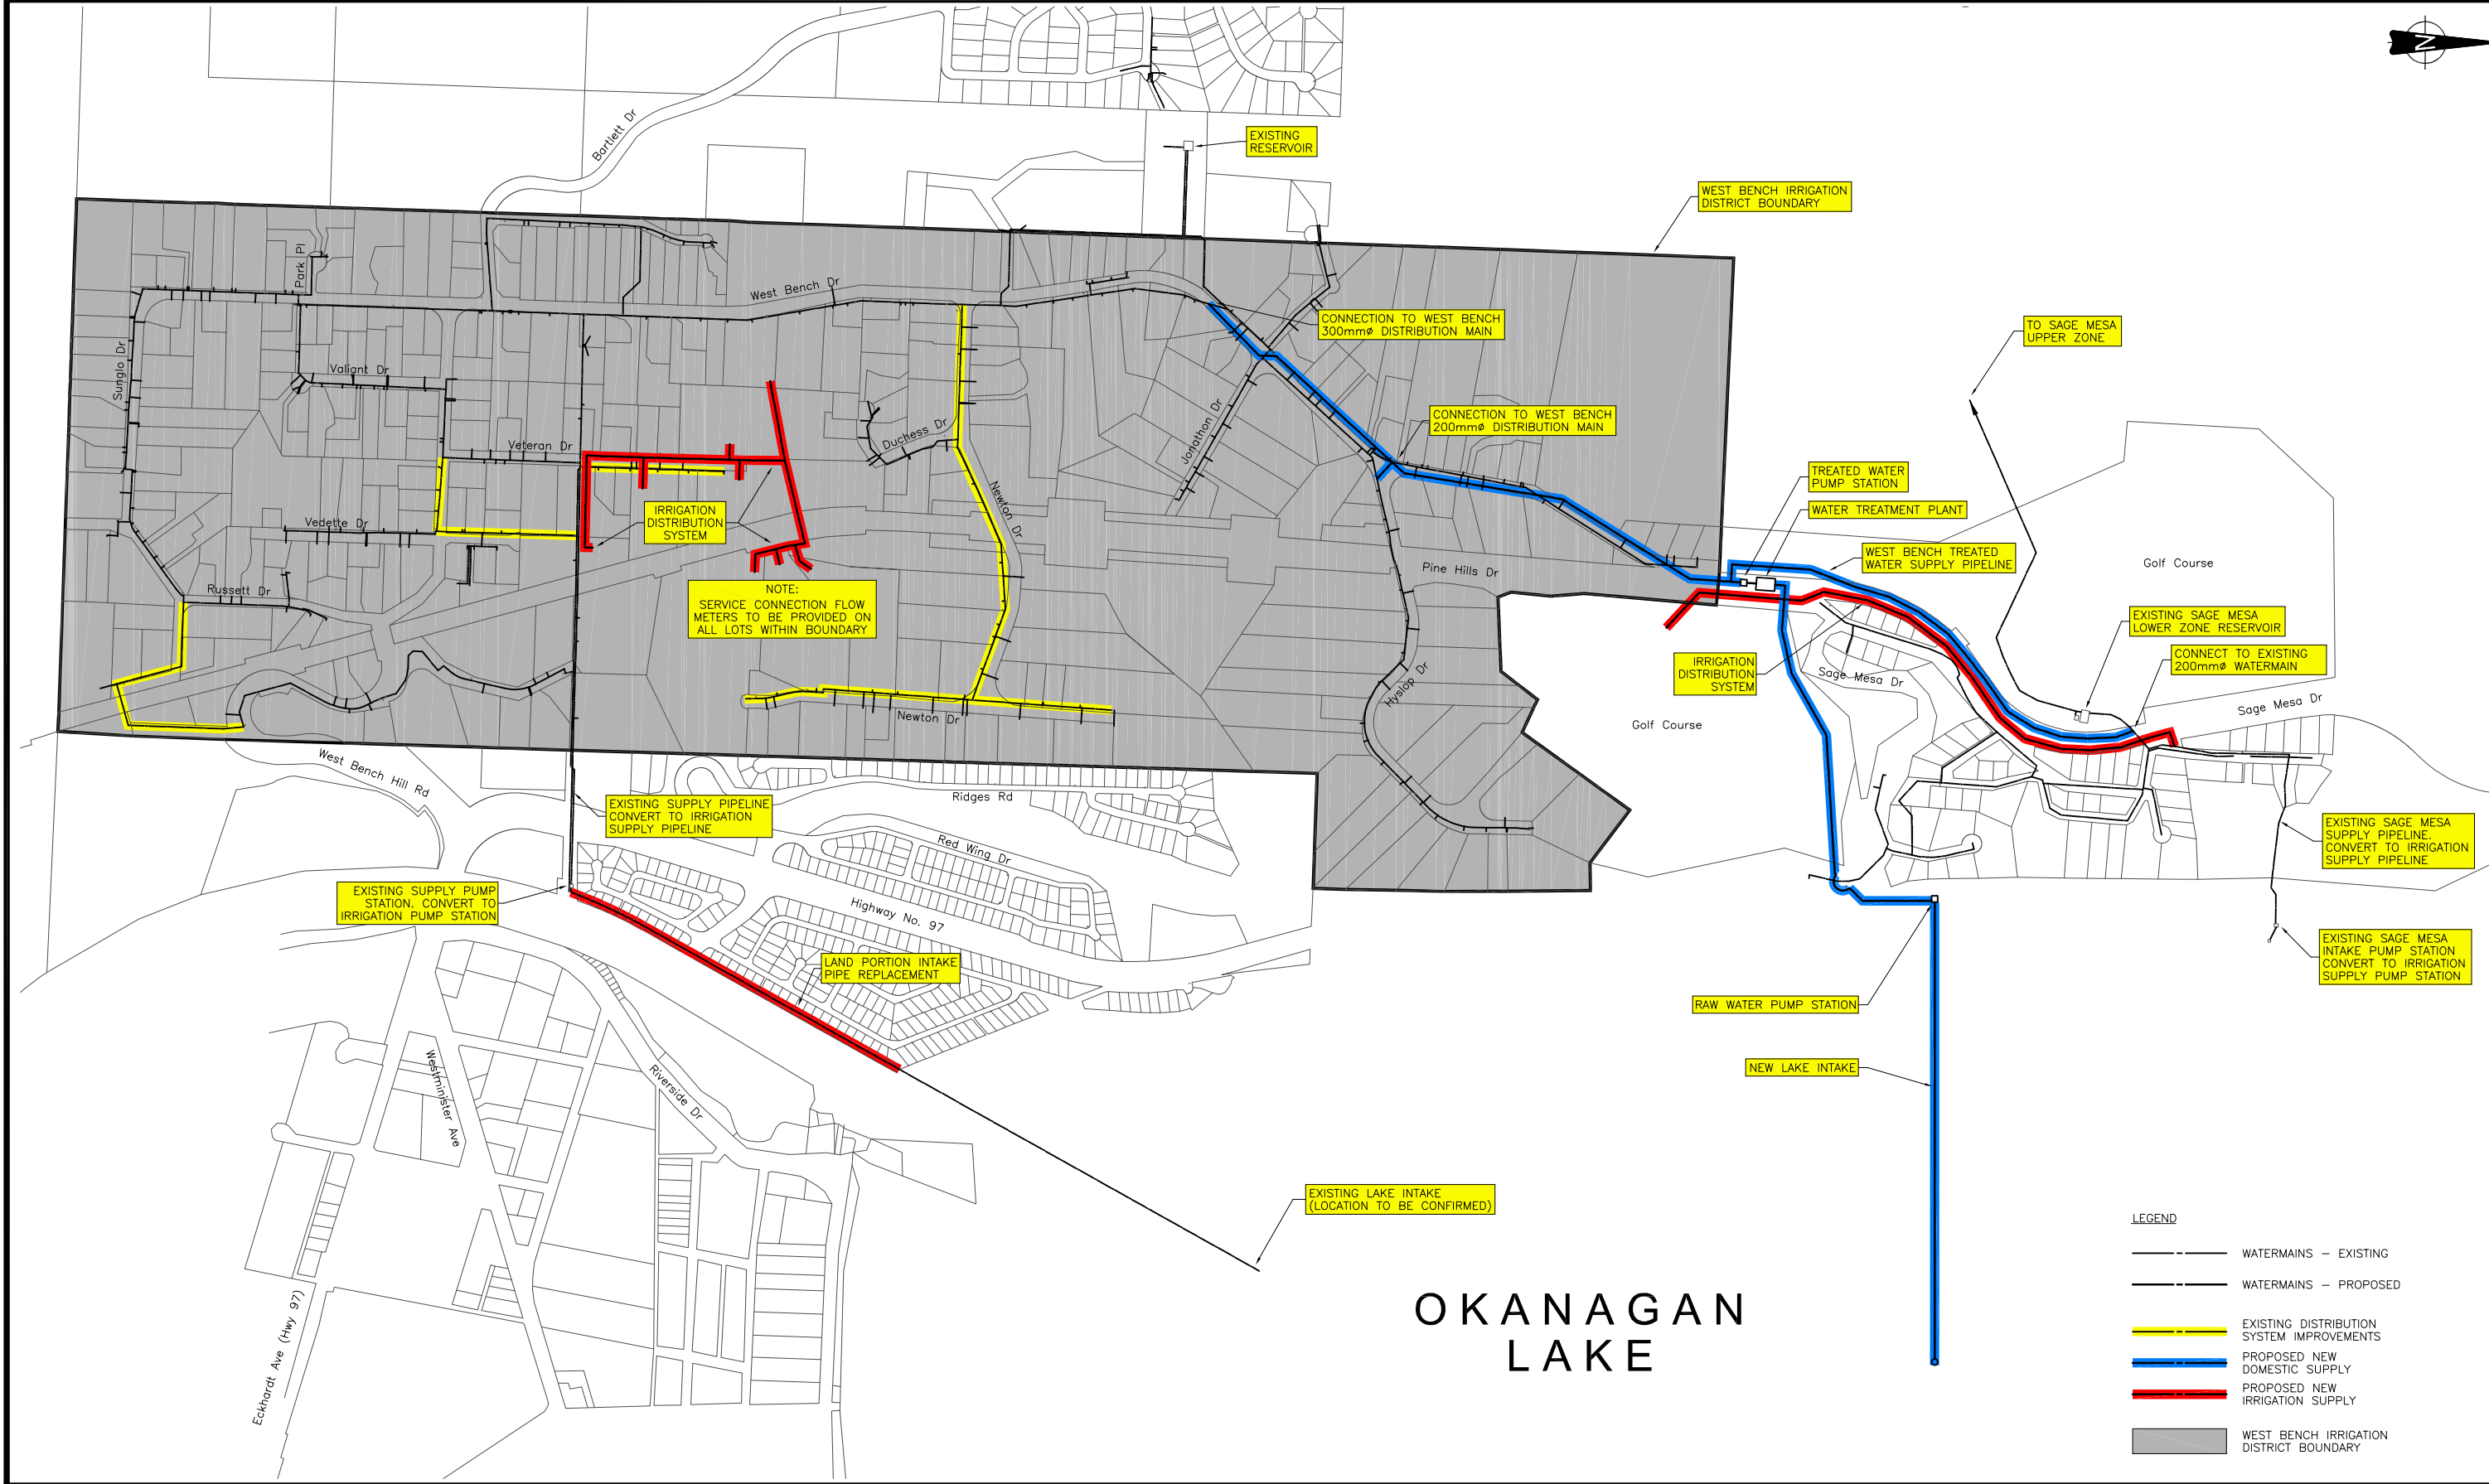 N
Bartlett Dr
EXISTING
RESERVOIR
WEST BENCH IRRIGATION
DISTRICT BOUNDARY
Park Pl
West Bench Dr
CONNECTION TO WEST BENCH
300mmø DISTRIBUTION MAIN
TO SAGE MESA
UPPER ZONE
Sunglo Dr
Valiant Dr
Duchess Dr
Jonathon Dr
CONNECTION TO WEST BENCH
200mmø DISTRIBUTION MAIN
Veteran Dr
Newton Dr
TREATED WATER
PUMP STATION
WATER TREATMENT PLANT
Vedette Dr
IRRIGATION
DISTRIBUTION
SYSTEM
WEST BENCH TREATED
WATER SUPPLY PIPELINE
Golf Course
Pine Hills Dr
Russett Dr
NOTE:
SERVICE CONNECTION FLOW
METERS TO BE PROVIDED ON
ALL LOTS WITHIN BOUNDARY
EXISTING SAGE MESA
LOWER ZONE RESERVOIR
CONNECT TO EXISTING
200mmø WATERMAIN
IRRIGATION
DISTRIBUTION
SYSTEM
Sage Mesa Dr
Hyslop Dr
Sage Mesa Dr
Newton Dr
Golf Course
West Bench Hill Rd
EXISTING SUPPLY PIPELINE
CONVERT TO IRRIGATION
SUPPLY PIPELINE
Ridges Rd
Red Wing Dr
EXISTING SAGE MESA
SUPPLY PIPELINE.
CONVERT TO IRRIGATION
SUPPLY PIPELINE
EXISTING SUPPLY PUMP
STATION. CONVERT TO
IRRIGATION PUMP STATION
Highway No. 97
LAND PORTION INTAKE
PIPE REPLACEMENT
EXISTING SAGE MESA
INTAKE PUMP STATION
CONVERT TO IRRIGATION
SUPPLY PUMP STATION
RAW WATER PUMP STATION
NEW LAKE INTAKE
Westminister Ave
Riverside Dr
EXISTING LAKE INTAKE
(LOCATION TO BE CONFIRMED)
Eckhardt Ave (Hwy 97)
OKANAGAN
LAKE
LEGEND
WATERMAINS – EXISTING
WATERMAINS – PROPOSED
EXISTING DISTRIBUTION
SYSTEM IMPROVEMENTS
PROPOSED NEW
DOMESTIC SUPPLY
PROPOSED NEW
IRRIGATION SUPPLY
WEST BENCH IRRIGATION
DISTRICT BOUNDARY